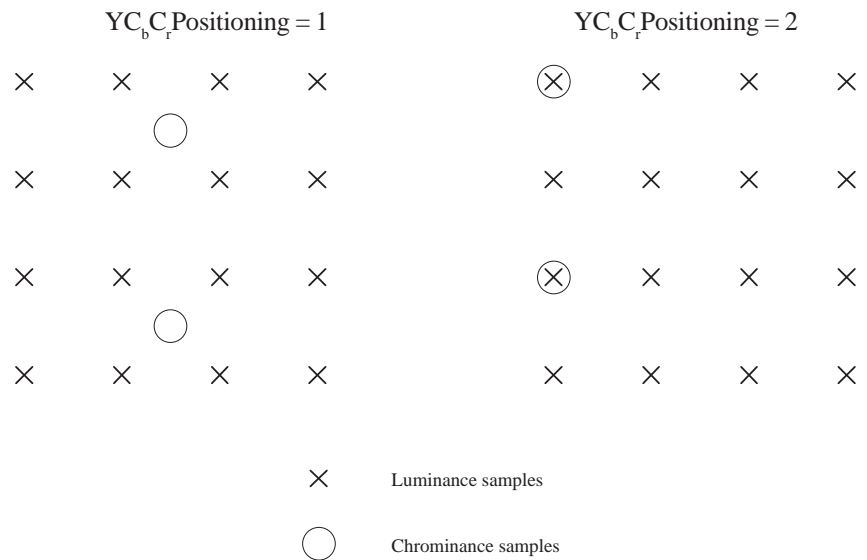 YCbCrPositioning = 1
YCbCrPositioning = 2
Luminance samples
Chrominance samples